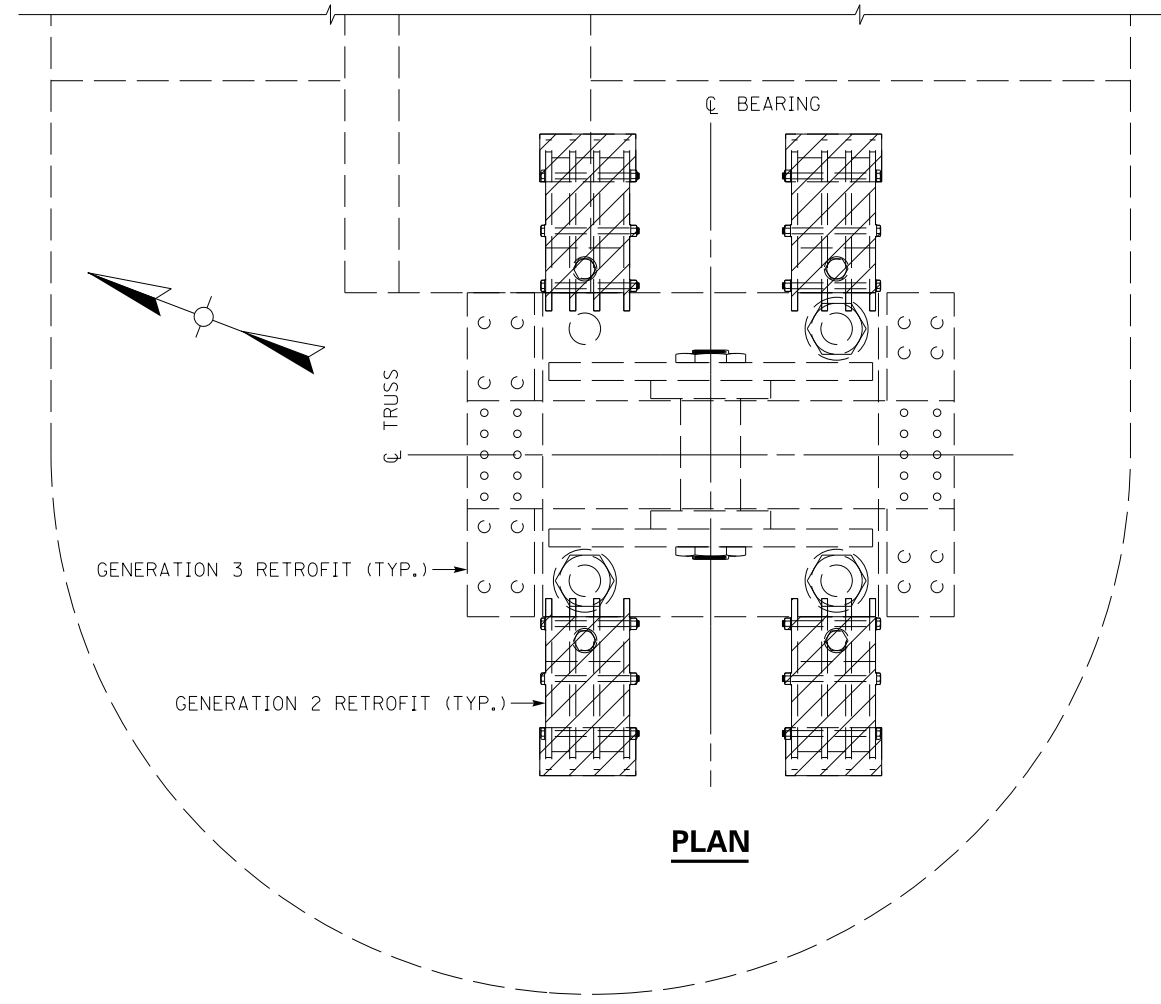 ℄ BEARING
℄ TRUSS
GENERATION 3 RETROFIT (TYP.)
GENERATION 2 RETROFIT (TYP.)
PLAN